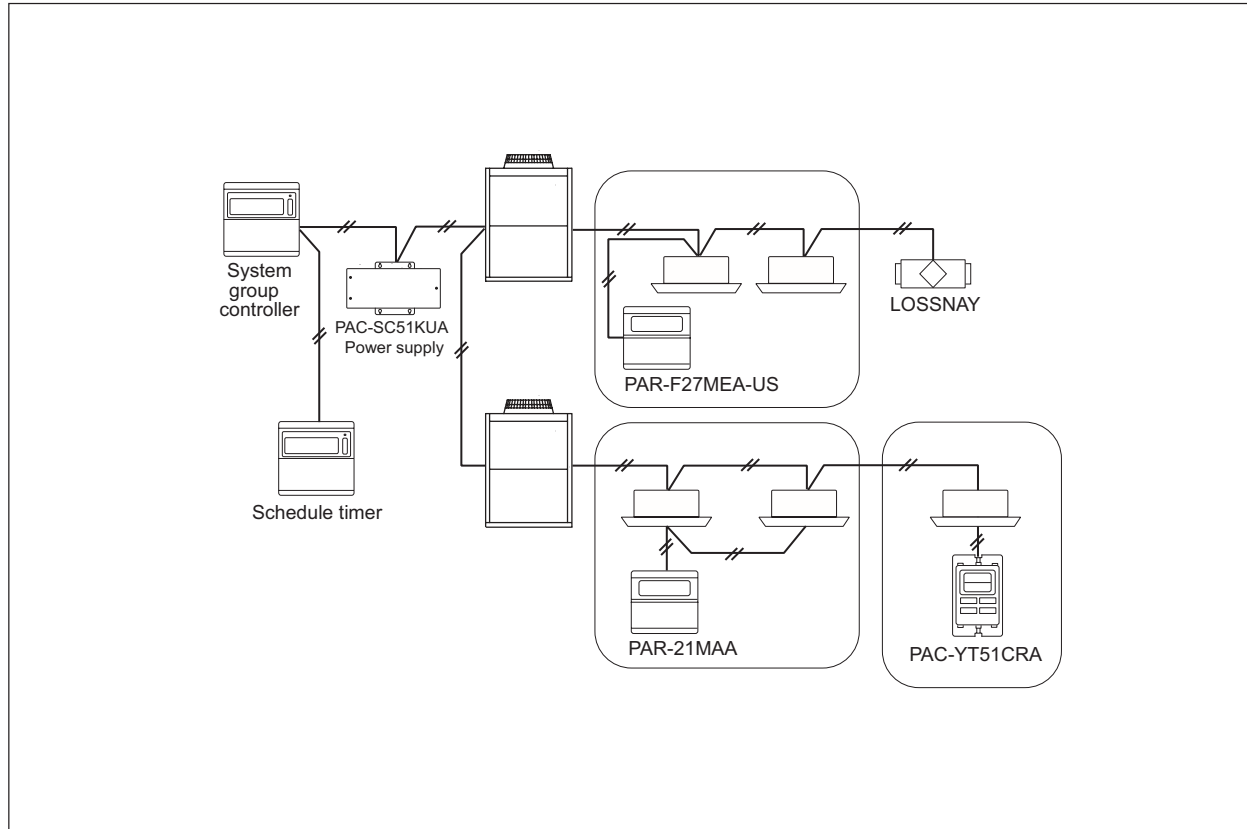 System
group
controller
PAC-SC51KUA
Power supply
LOSSNAY
PAR-F27MEA-US
Schedule timer
PAR-21MAA
PAC-YT51CRA